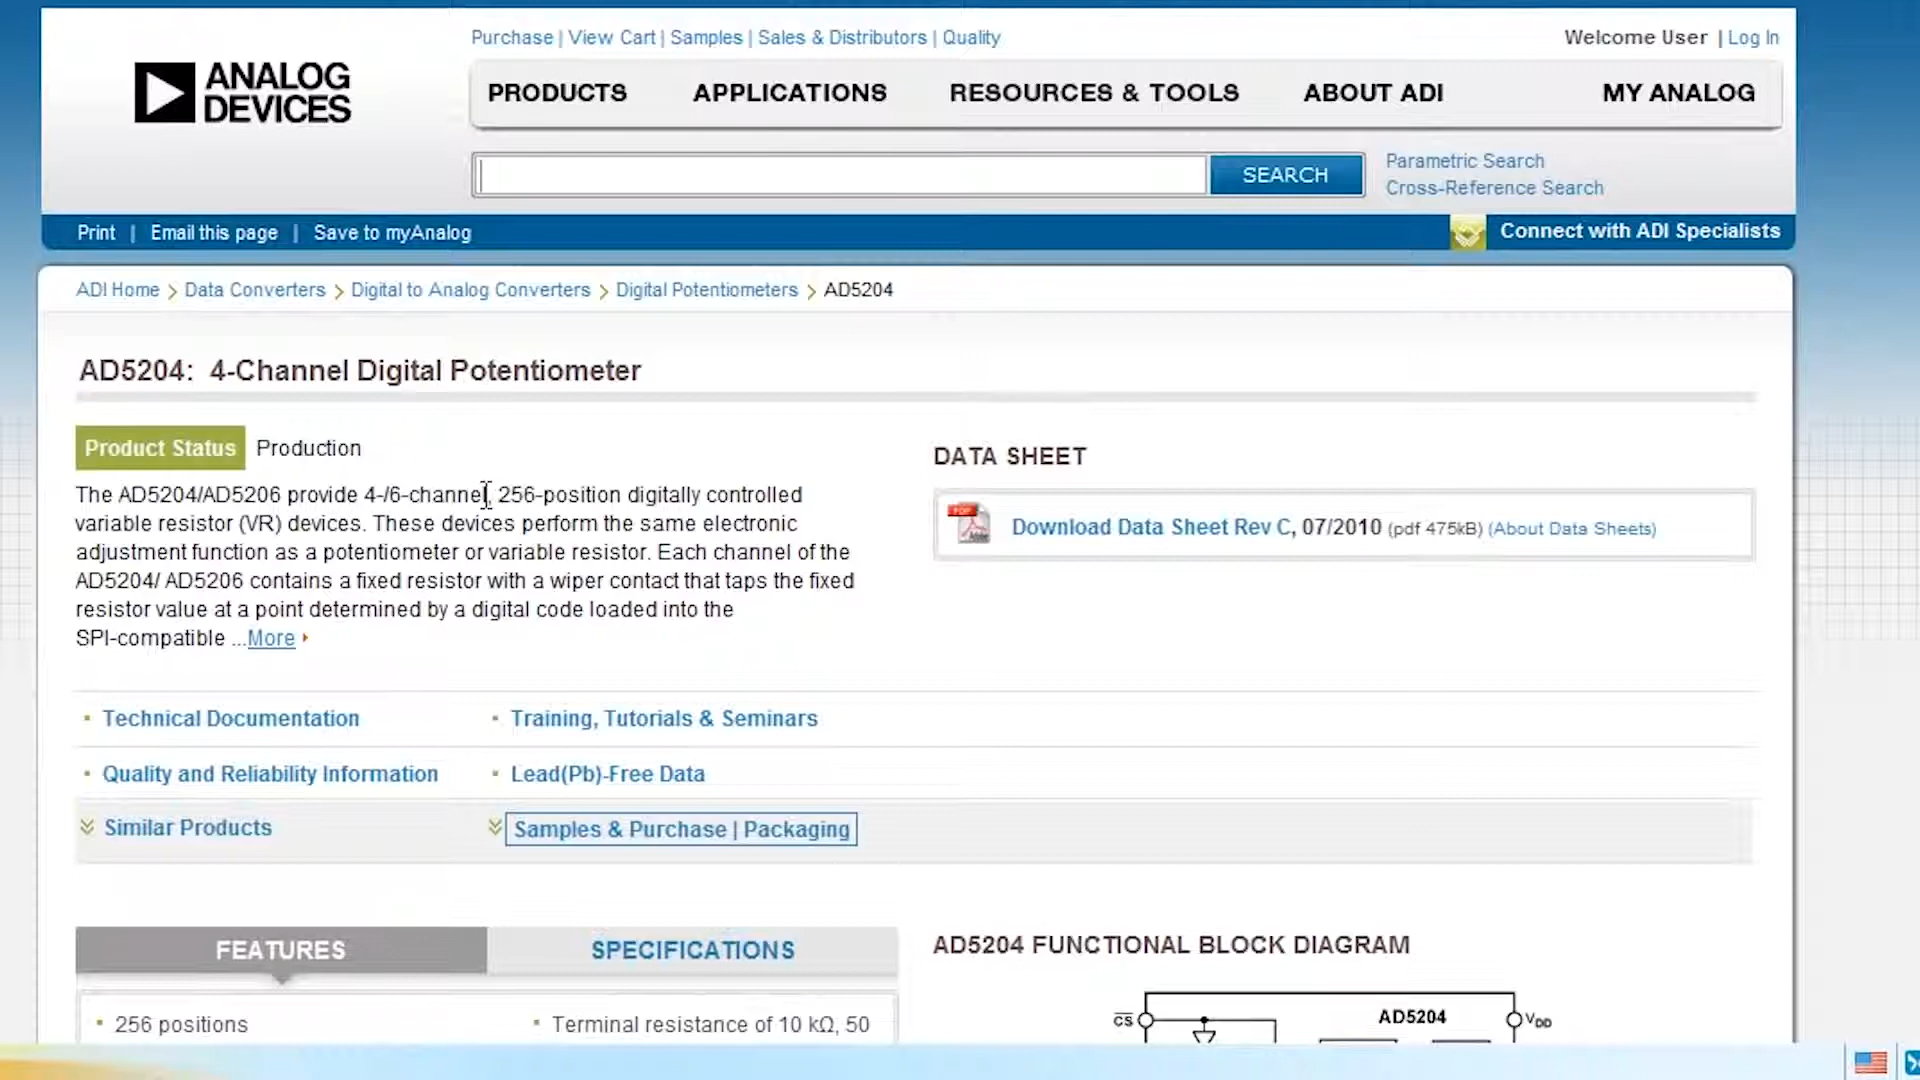 Purchase | View Cart | Samples | Sales & Distributors | Quality
Welcome User | Log In
ANALOG
DEVICES
PRODUCTS
APPLICATIONS
RESOURCES & TOOLS
ABOUT ADI
MY ANALOG
SEARCH
Parametric Search
Cross-Reference Search
Print | Email this page | Save to myAnalog
Connect with ADI Specialists
ADI Home > Data Converters > Digital to Analog Converters > Digital Potentiometers > AD5204
AD5204: 4-Channel Digital Potentiometer
Product Status Production
The AD5204/AD5206 provide 4-/6-channel, 256-position digitally controlled
variable resistor (VR) devices. These devices perform the same electronic
adjustment function as a potentiometer or variable resistor. Each channel of the
AD5204/ AD5206 contains a fixed resistor with a wiper contact that taps the fixed
resistor value at a point determined by a digital code loaded into the
SPI-compatible ...More
DATA SHEET
PDF
Adobe
Download Data Sheet Rev C, 07/2010 (pdf 475kB) (About Data Sheets)
Technical Documentation
Training, Tutorials & Seminars
Quality and Reliability Information
Lead(Pb)-Free Data
Similar Products
Samples & Purchase | Packaging
FEATURES
SPECIFICATIONS
256 positions
Terminal resistance of 10 kΩ, 50
AD5204 FUNCTIONAL BLOCK DIAGRAM
CS
AD5204
VDD